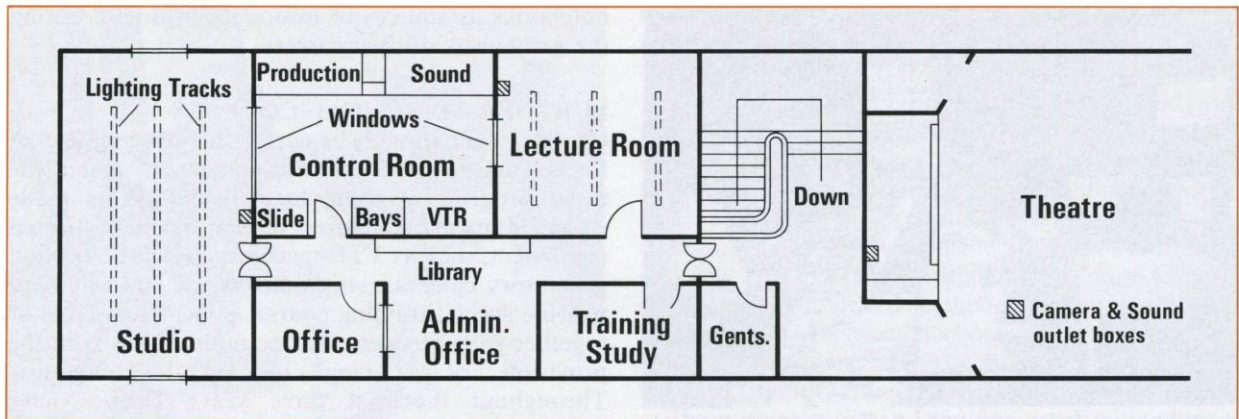 Lighting Tracks
Production
Sound
Windows
Control Room
Lecture Room
Slide
Bays
VTR
Down
Theatre
Library
Studio
Office
Admin.
Office
Training
Study
Gents.
Camera & Sound
outlet boxes